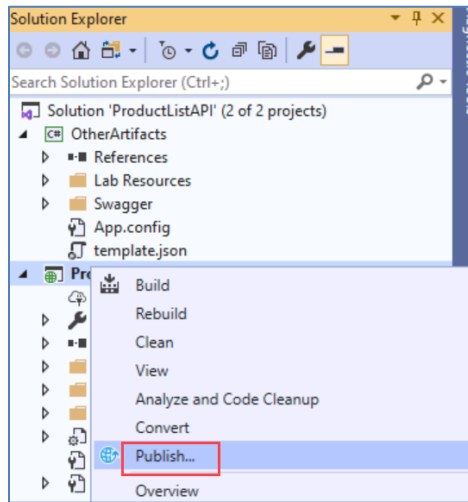 Solution Explorer
Search Solution Explorer (Ctrl+;)
Solution 'ProductListAPI' (2 of 2 projects)
C# OtherArtifacts
References
Lab Resources
Swagger
App.config
template.json
Build
Rebuild
Clean
View
Analyze and Code Cleanup
Convert
Publish...
Overview